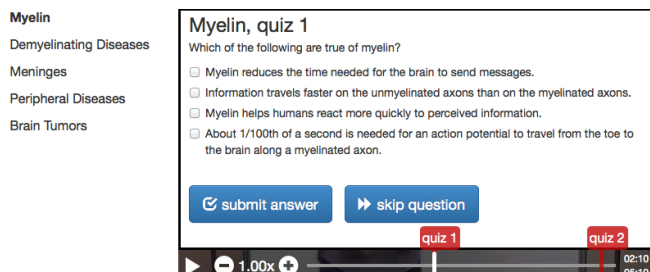 Myelin
Demyelinating Diseases
Meninges
Peripheral Diseases
Brain Tumors
Myelin, quiz 1
Which of the following are true of myelin?
Myelin reduces the time needed for the brain to send messages.
Information travels faster on the unmyelinated axons than on the myelinated axons.
Myelin helps humans react more quickly to perceived information.
About 1/100th of a second is needed for an action potential to travel from the toe to
the brain along a myelinated axon.
submit answer
skip question
quiz 1
quiz 2
1.00x
02:10